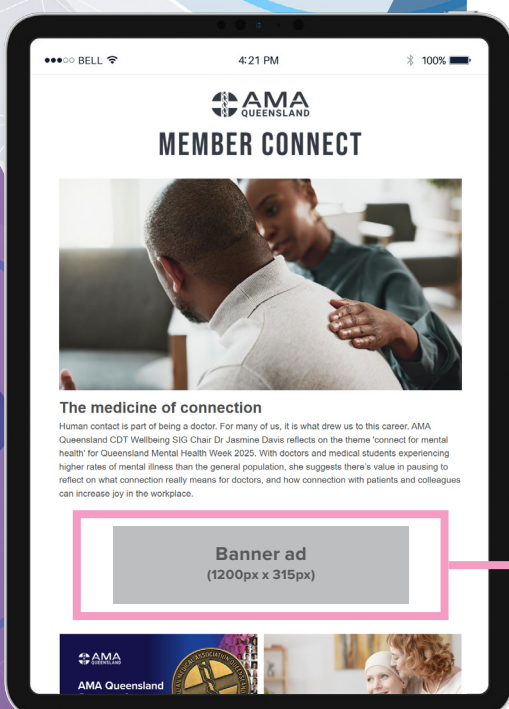 BELL
4:21 PM
100%
AMA
QUEENSLAND
MEMBER CONNECT
The medicine of connection
Human contact is part of being a doctor. For many of us, it is what drew us to this career. AMA
Queensland CDT Wellbeing SIG Chair Dr Jasmine Davis reflects on the theme 'connect for mental
health' for Queensland Mental Health Week 2025. With doctors and medical students experiencing
higher rates of mental illness than the general population, she suggests there's value in pausing to
reflect on what connection really means for doctors, and how connection with patients and colleagues
can increase joy in the workplace.
Banner ad
(1200px x 315px)
AMA
QUEENSLAND
AMA Queensland